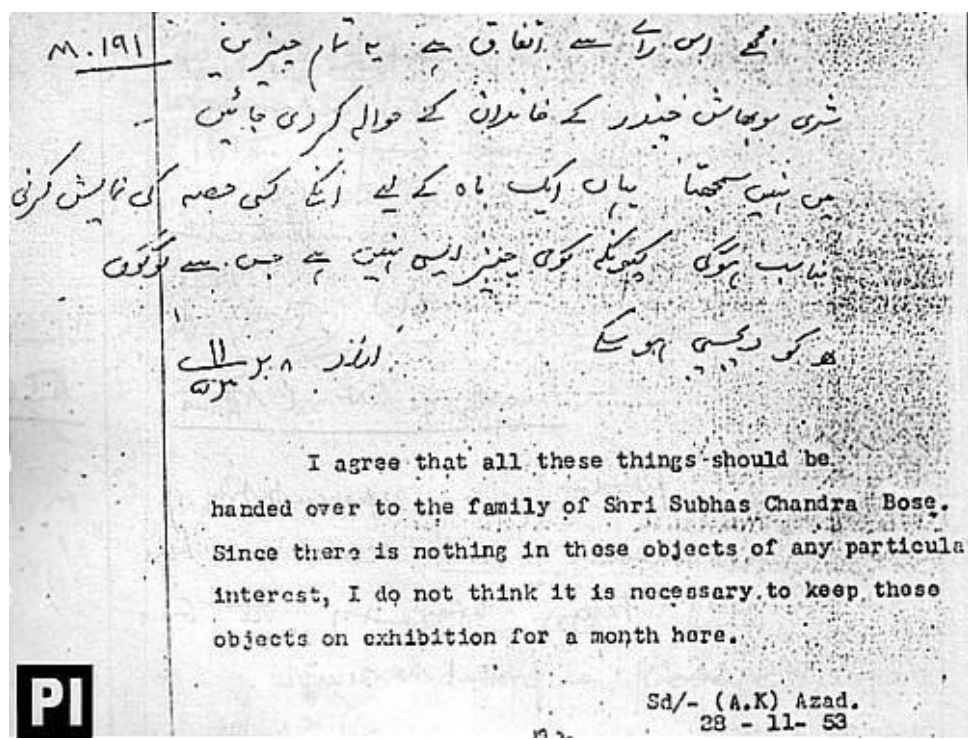 M.191
مجھے اس راے سے اتفاق ہے یہ تمام چیزیں
شری سوبھاش چندر کے خاندان کے حوالہ کر دی جائیں
میں نہیں سمجھتا یہاں ایک ماہ کے لیے انکے کسی حصہ کی نمایش کرنی
مناسب ہوگی کیونکہ کوئی چیز ایسی نہیں ہے جس سے لوگوں
کو دلچسپی ہو سکے
I agree that all these things should be
handed over to the family of Shri Subhas Chandra Bose.
Since there is nothing in these objects of any particula
interest, I do not think it is necessary to keep these
objects on exhibition for a month here.
Sd/- (A.K) Azad.
28 - 11- 53
PI